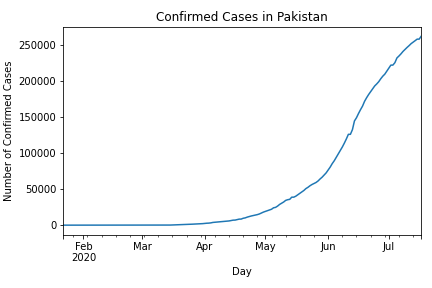 Confirmed Cases in Pakistan
250000
200000
150000
100000
50000
0
Number of Confirmed Cases
Feb Mar Apr May Jun Jul
2020
Day